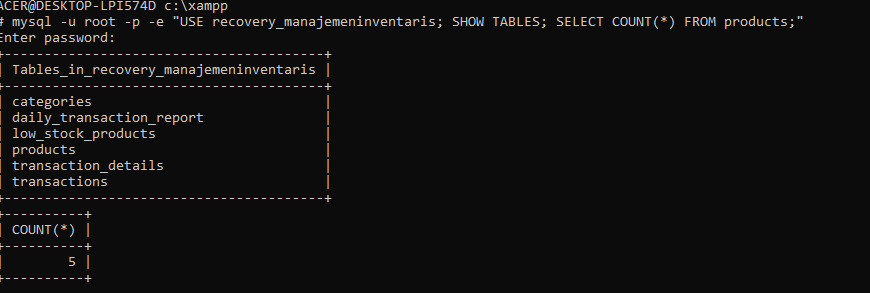 ACER@DESKTOP-LPI574D c:\xampp
# mysql -u root -p -e "USE recovery_manajemeninventaris; SHOW TABLES; SELECT COUNT(*) FROM products;"
Enter password:
+---------------------------------------+
| Tables_in_recovery_manajemeninventaris |
+---------------------------------------+
| categories |
| daily_transaction_report |
| low_stock_products |
| products |
| transaction_details |
| transactions |
+---------------------------------------+
+----------+
| COUNT(*) |
+----------+
| 5 |
+----------+